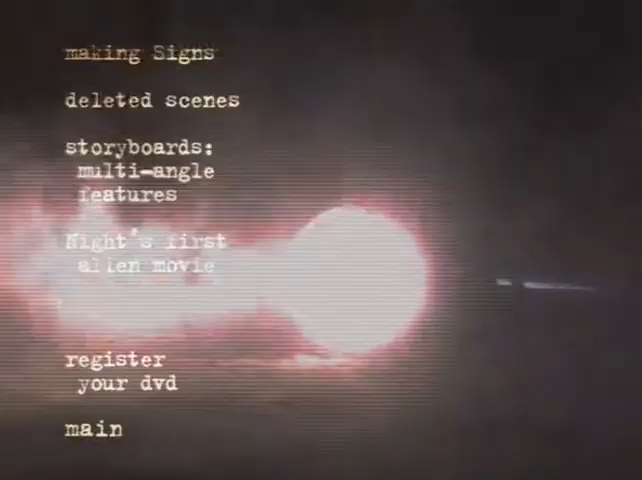 making Signs
deleted scenes
storyboards:
multi-angle
features
Night's first
alien movie
register
your dvd
main